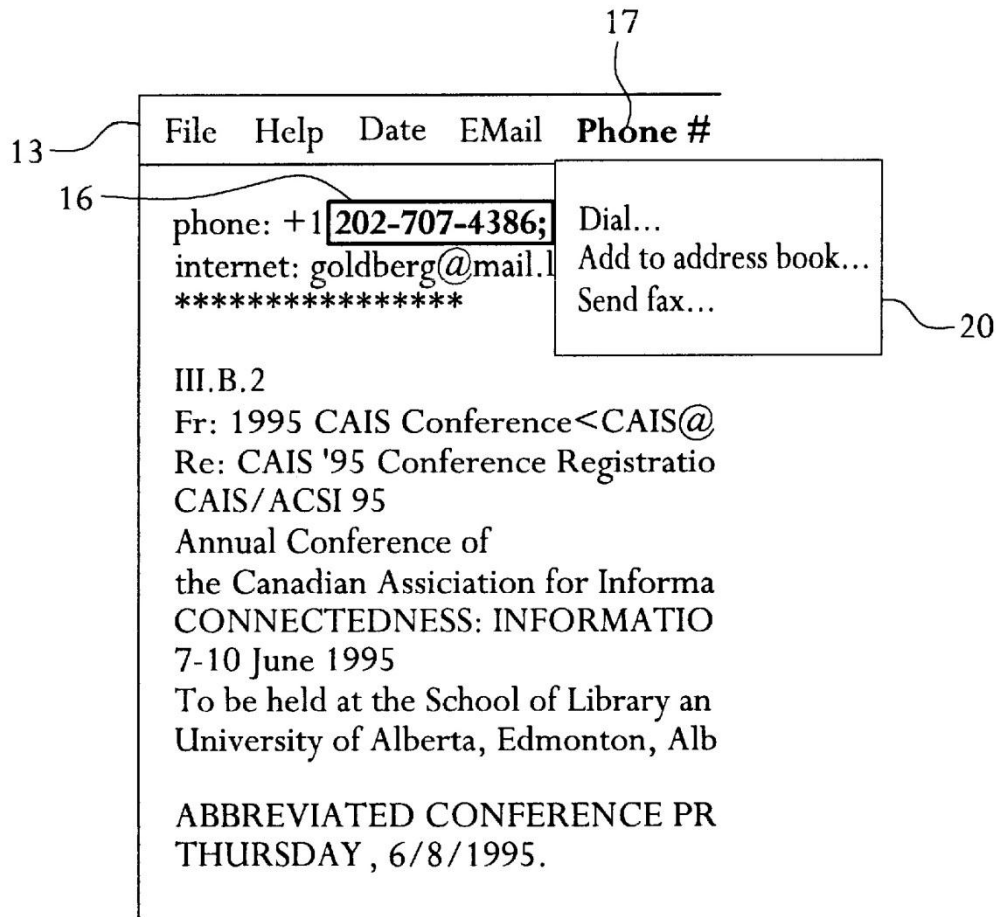 17
13
File Help Date EMail Phone #
16
phone: +1 202-707-4386;
internet: goldberg@mail.l
****************
Dial...
Add to address book...
Send fax...
20
III.B.2
Fr: 1995 CAIS Conference<CAIS@
Re: CAIS '95 Conference Registratio
CAIS/ACSI 95
Annual Conference of
the Canadian Assiciation for Informa
CONNECTEDNESS: INFORMATIO
7-10 June 1995
To be held at the School of Library an
University of Alberta, Edmonton, Alb
ABBREVIATED CONFERENCE PR
THURSDAY , 6/8/1995.